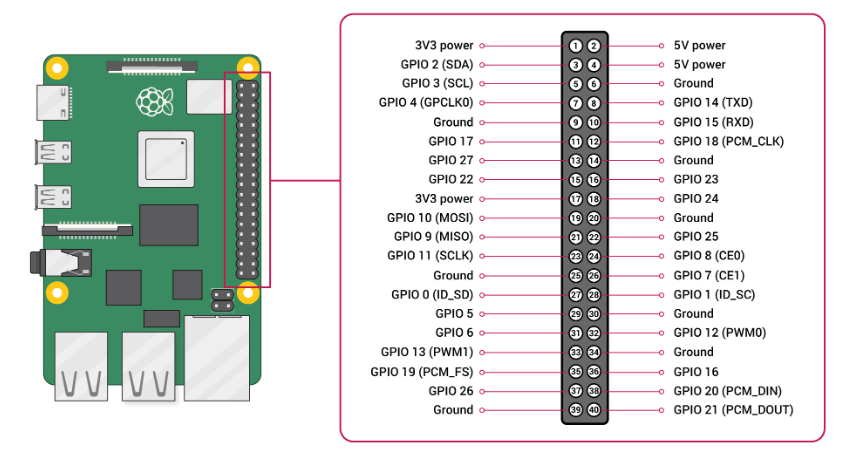 3V3 power 1 2 5V power
GPIO 2 (SDA) 3 4 5V power
GPIO 3 (SCL) 5 6 Ground
GPIO 4 (GPCLK0) 7 8 GPIO 14 (TXD)
Ground 9 10 GPIO 15 (RXD)
GPIO 17 11 12 GPIO 18 (PCM_CLK)
GPIO 27 13 14 Ground
GPIO 22 15 16 GPIO 23
3V3 power 17 18 GPIO 24
GPIO 10 (MOSI) 19 20 Ground
GPIO 9 (MISO) 21 22 GPIO 25
GPIO 11 (SCLK) 23 24 GPIO 8 (CE0)
Ground 25 26 GPIO 7 (CE1)
GPIO 0 (ID_SD) 27 28 GPIO 1 (ID_SC)
GPIO 5 29 30 Ground
GPIO 6 31 32 GPIO 12 (PWM0)
GPIO 13 (PWM1) 33 34 Ground
GPIO 19 (PCM_FS) 35 36 GPIO 16
GPIO 26 37 38 GPIO 20 (PCM_DIN)
Ground 39 40 GPIO 21 (PCM_DOUT)